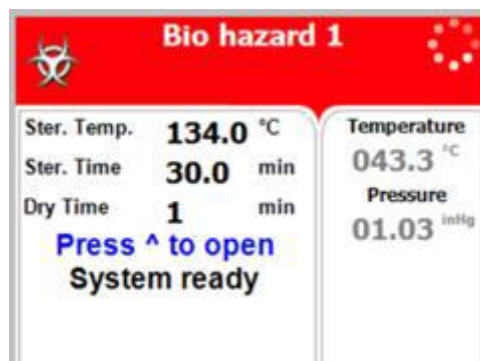 Bio hazard 1
Ster. Temp. 134.0 °C
Ster. Time 30.0 min
Dry Time 1 min
Press ^ to open
System ready
Temperature
043.3 °C
Pressure
01.03 inHg